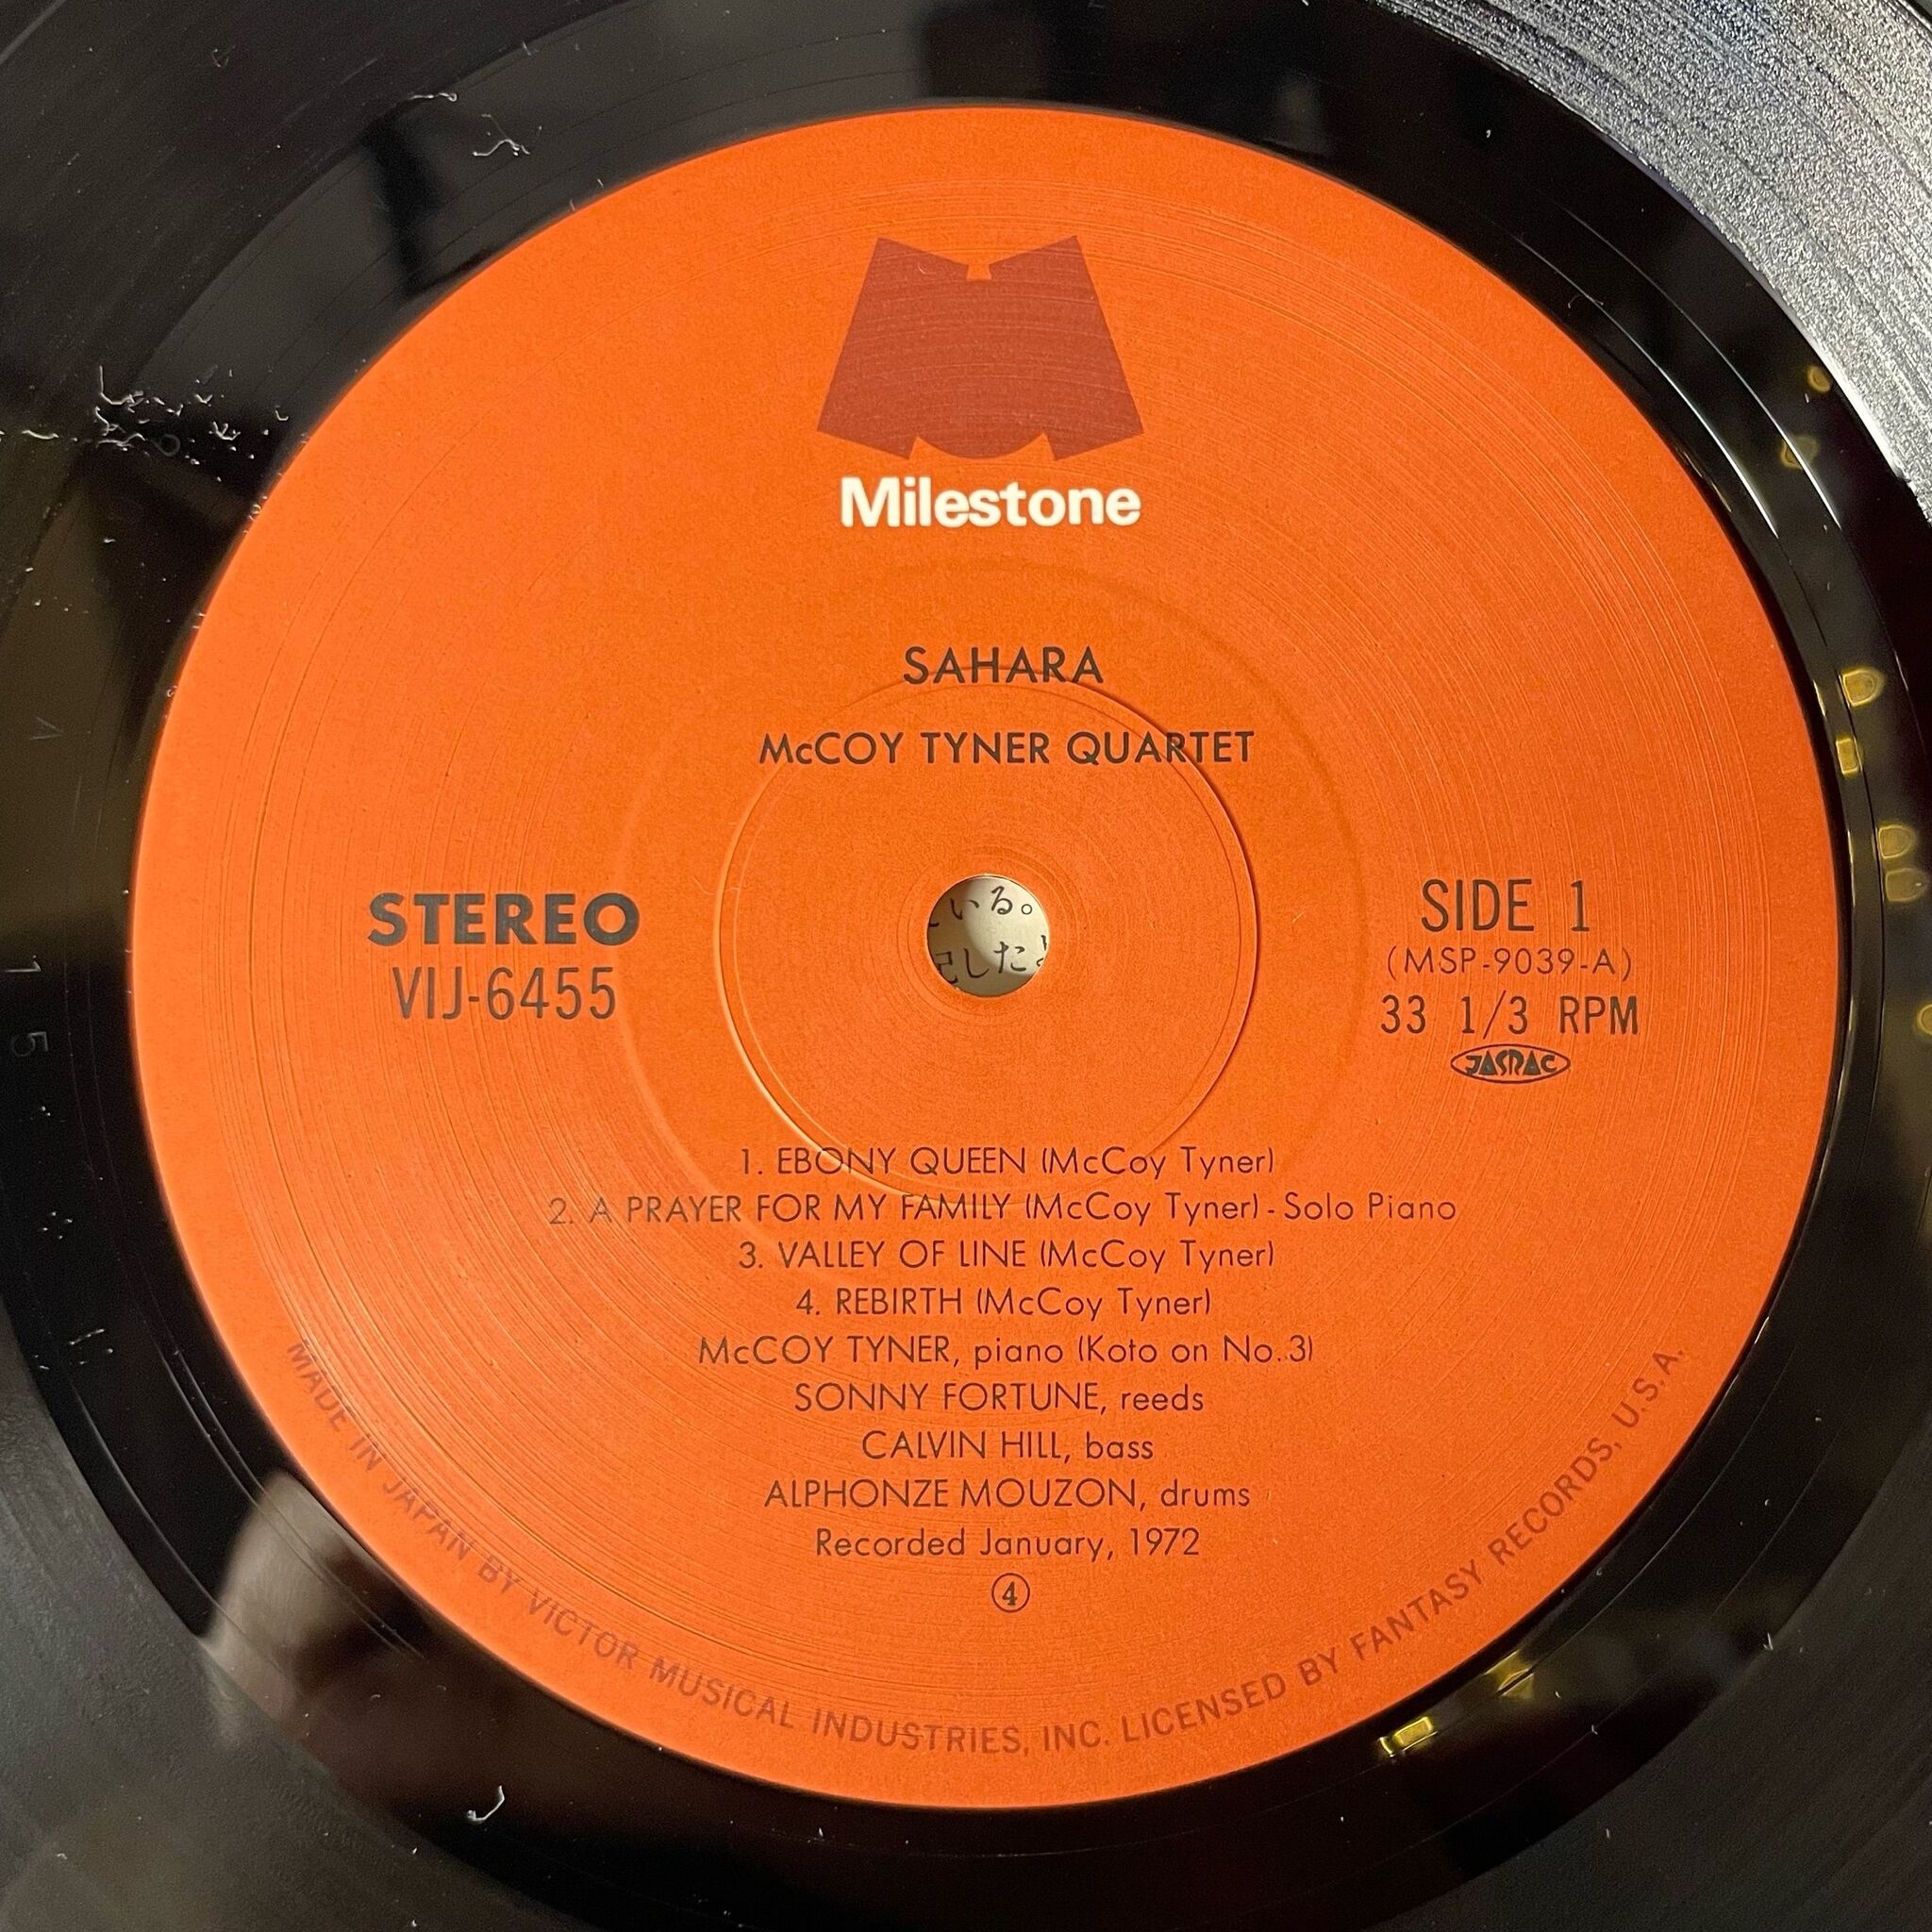 Milestone
SAHARA
McCOY TYNER QUARTET
STEREO
VIJ-6455
SIDE 1
(MSP-9039-A)
33 1/3 RPM
JASRAC
いる。
した
1. EBONY QUEEN (McCoy Tyner)
2. A PRAYER FOR MY FAMILY (McCoy Tyner) - Solo Piano
3. VALLEY OF LINE (McCoy Tyner)
4. REBIRTH (McCoy Tyner)
McCOY TYNER, piano (Koto on No. 3)
SONNY FORTUNE, reeds
CALVIN HILL, bass
ALPHONZE MOUZON, drums
Recorded January, 1972
④
MADE IN JAPAN BY VICTOR MUSICAL INDUSTRIES, INC. LICENSED BY FANTASY RECORDS, U.S.A.